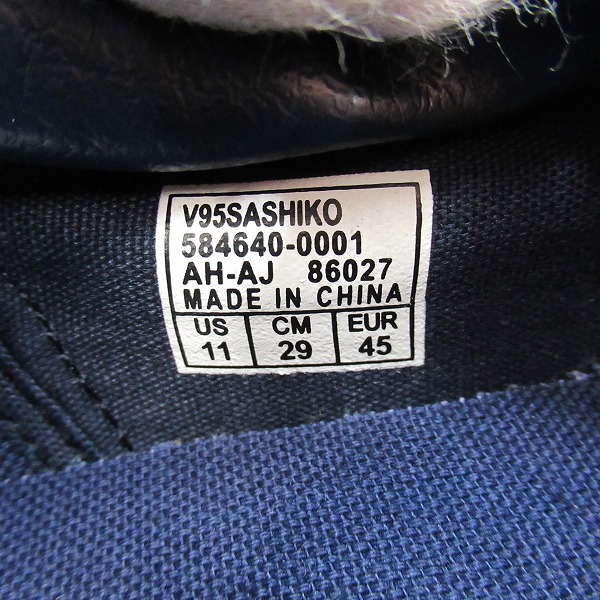 V95SASHIKO
584640-0001
AH-AJ 86027
MADE IN CHINA
US CM EUR
11 29 45